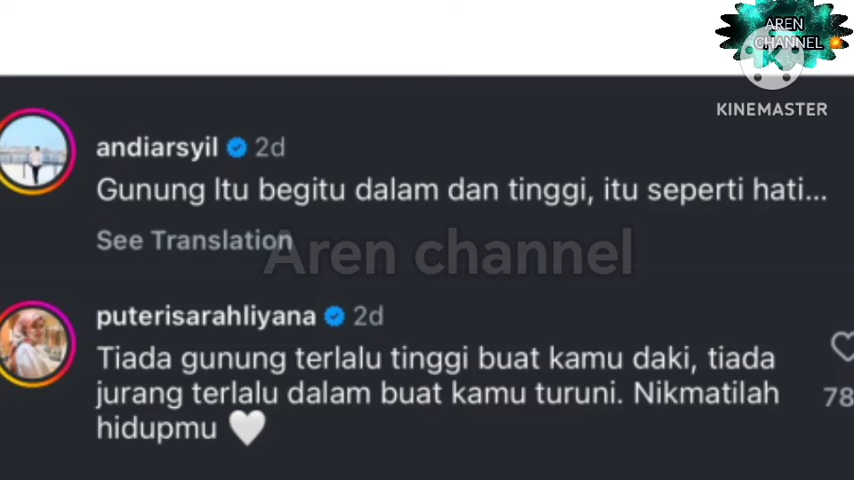 AREN
CHANNEL
KINEMASTER
andiarsyil 2d
Gunung Itu begitu dalam dan tinggi, itu seperti hati...
See Translation
Aren channel
puterisarahliyana 2d
Tiada gunung terlalu tinggi buat kamu daki, tiada
jurang terlalu dalam buat kamu turuni. Nikmatilah
hidupmu 🤍
78